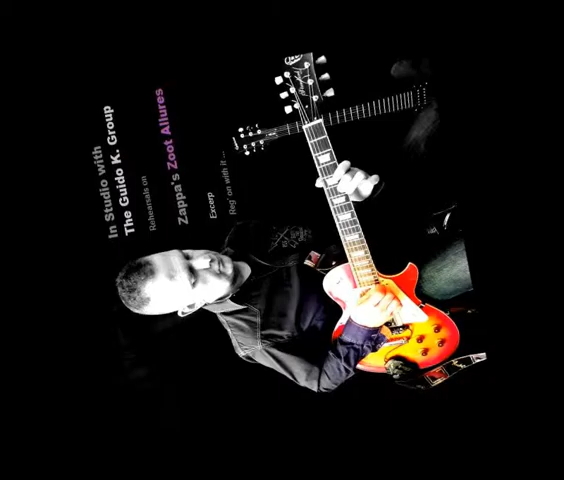 In Studio with
The Guido K. Group
Rehearsals on
Zappa's Zoot Allures
Excerp
Reg' on with it ...